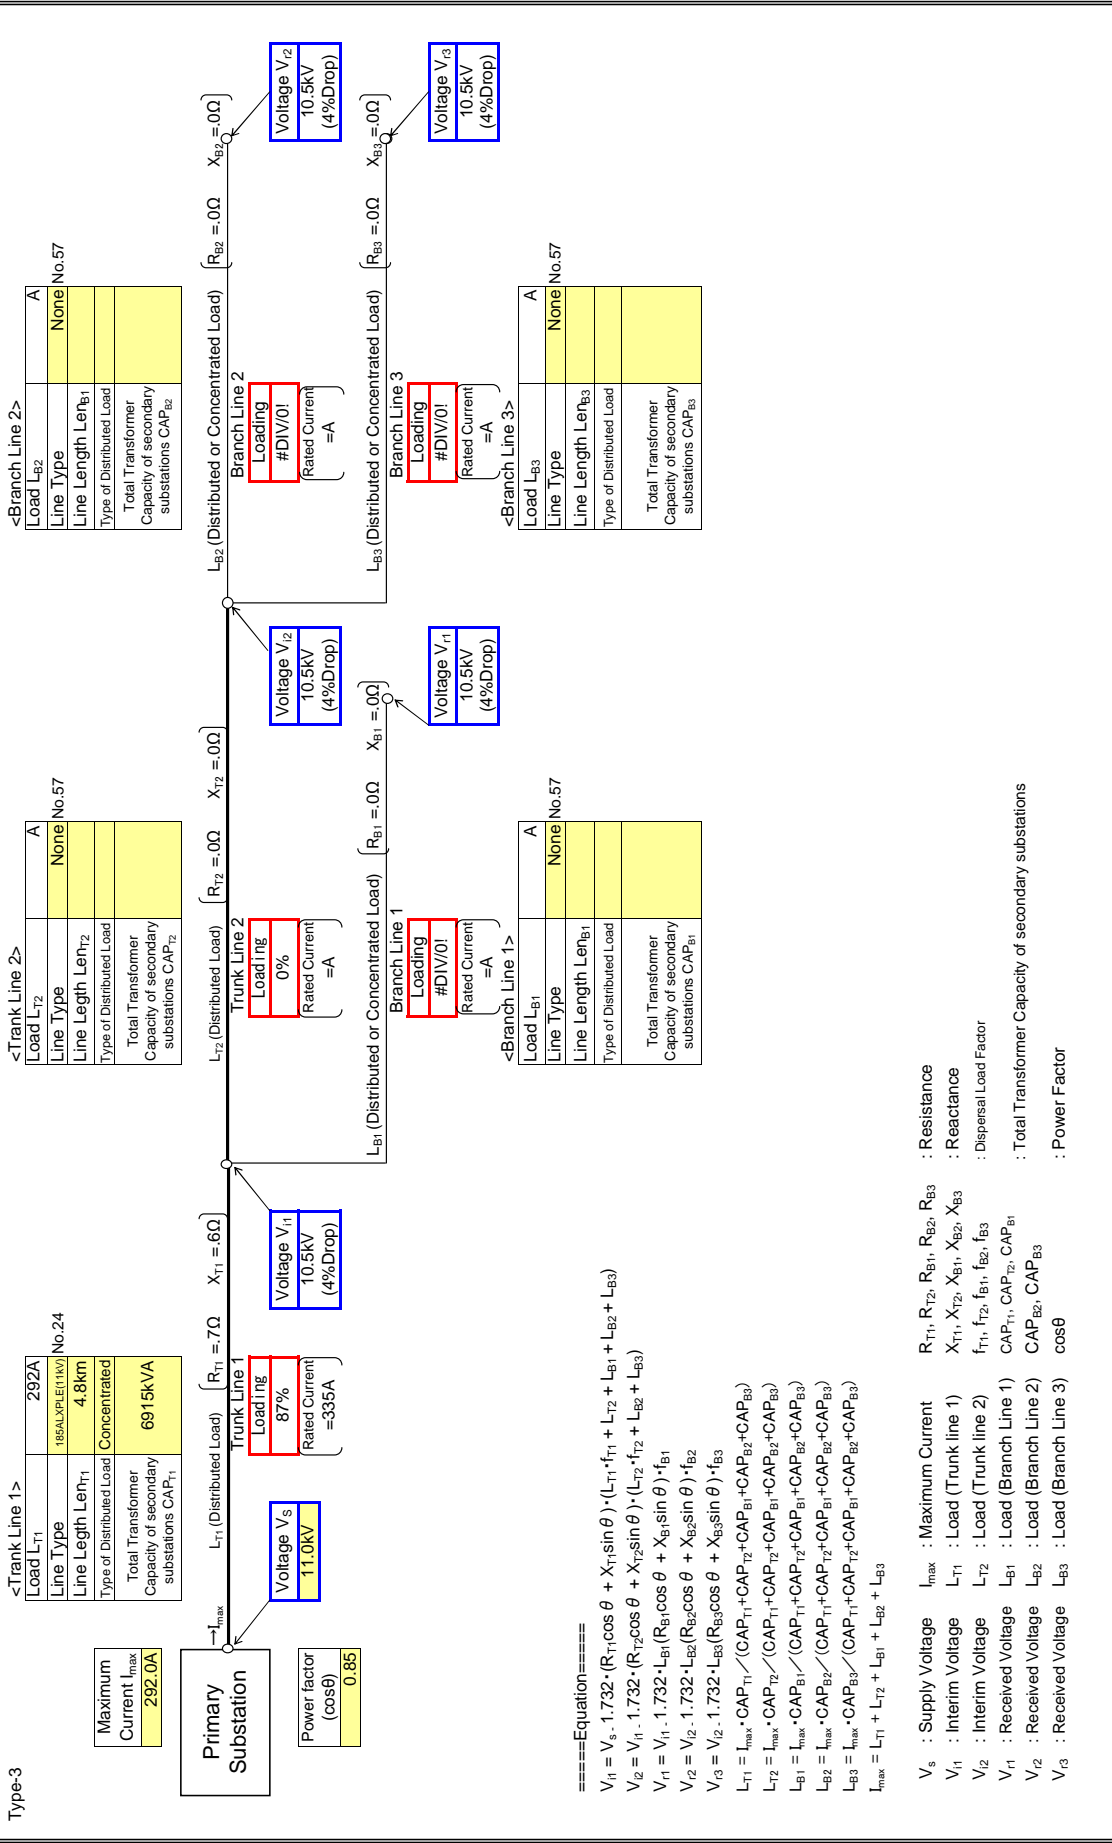 Type-3
Maximum
Current Imax
292.0A
Primary
Substation
Power factor
(cosθ)
0.85
<Trank Line 1>
Load LT1 292A
Line Type 185ALXPLE(11kV) No.24
Line Legth LenT1 4.8km
Type of Distributed Load Concentrated
Total Transformer
Capacity of secondary
substations CAPT1
6915kVA
→Imax
LT1 (Distributed Load)
RT1 =.7Ω XT1 =.6Ω
Voltage VS
11.0kV
Trunk Line 1
Loading
87%
Rated Current
=335A
Voltage Vi1
10.5kV
(4%Drop)
<Trank Line 2>
Load LT2 A
Line Type None No.57
Line Length LenT2
Type of Distributed Load
Total Transformer
Capacity of secondary
substations CAPT2
LT2 (Distributed Load)
RT2 =.0Ω XT2 =.0Ω
Trunk Line 2
Loading
0%
Rated Current
=A
Voltage Vi2
10.5kV
(4%Drop)
LB1 (Distributed or Concentrated Load)
RB1 =.0Ω XB1 =.0Ω
Branch Line 1
Loading
#DIV/0!
Rated Current
=A
Voltage Vr1
10.5kV
(4%Drop)
<Branch Line 1>
Load LB1 A
Line Type None No.57
Line Length LenB1
Type of Distributed Load
Total Transformer
Capacity of secondary
substations CAPB1
<Branch Line 2>
Load LB2 A
Line Type None No.57
Line Length LenB1
Type of Distributed Load
Total Transformer
Capacity of secondary
substations CAPB2
LB2 (Distributed or Concentrated Load)
RB2 =.0Ω XB2 =.0Ω
Branch Line 2
Loading
#DIV/0!
Rated Current
=A
Voltage Vr2
10.5kV
(4%Drop)
LB3 (Distributed or Concentrated Load)
RB3 =.0Ω XB3 =.0Ω
Branch Line 3
Loading
#DIV/0!
Rated Current
=A
Voltage Vr3
10.5kV
(4%Drop)
<Branch Line 3>
Load LB3 A
Line Type None No.57
Line Length LenB3
Type of Distributed Load
Total Transformer
Capacity of secondary
substations CAPB3
=====Equation=====
Vi1 = Vs - 1.732・(RT1cos θ + XT1sin θ)・(LT1・fT1 + LT2 + LB1 + LB2 + LB3)
Vi2 = Vi1 - 1.732・(RT2cos θ + XT2sin θ)・(LT2・fT2 + LB2 + LB3)
Vr1 = Vi1 - 1.732・LB1(RB1cos θ + XB1sin θ)・fB1
Vr2 = Vi2 - 1.732・LB2(RB2cos θ + XB2sin θ)・fB2
Vr3 = Vi2 - 1.732・LB3(RB3cos θ + XB3sin θ)・fB3
LT1 = Imax・CAPT1／(CAPT1+CAPT2+CAPB1+CAPB2+CAPB3)
LT2 = Imax・CAPT2／(CAPT1+CAPT2+CAPB1+CAPB2+CAPB3)
LB1 = Imax・CAPB1／(CAPT1+CAPT2+CAPB1+CAPB2+CAPB3)
LB2 = Imax・CAPB2／(CAPT1+CAPT2+CAPB1+CAPB2+CAPB3)
LB3 = Imax・CAPB3／(CAPT1+CAPT2+CAPB1+CAPB2+CAPB3)
Imax = LT1 + LT2 + LB1 + LB2 + LB3
Vs : Supply Voltage Imax : Maximum Current RT1, RT2, RB1, RB2, RB3 : Resistance
Vi1 : Interim Voltage LT1 : Load (Trunk line 1) XT1, XT2, XB1, XB2, XB3 : Reactance
Vi2 : Interim Voltage LT2 : Load (Trunk line 2) fT1, fT2, fB1, fB2, fB3 : Dispersal Load Factor
Vr1 : Received Voltage LB1 : Load (Branch Line 1) CAPT1, CAPT2, CAPB1 : Total Transformer Capacity of secondary substations
Vr2 : Received Voltage LB2 : Load (Branch Line 2) CAPB2, CAPB3
Vr3 : Received Voltage LB3 : Load (Branch Line 3) cosθ : Power Factor